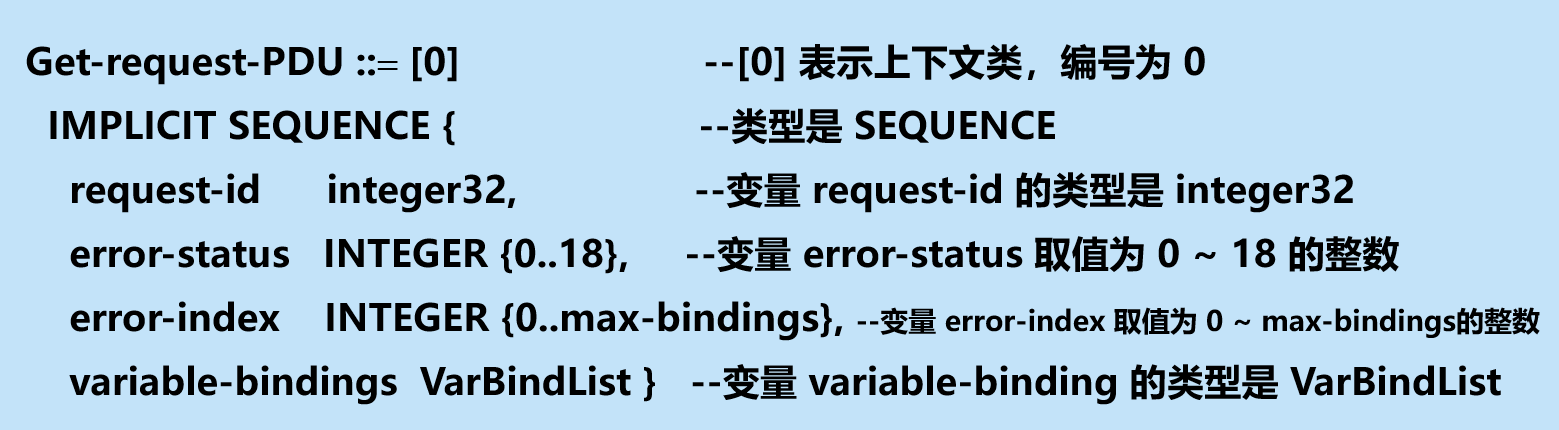 Get-request-PDU ::= [0] --[0] 表示上下文类，编号为 0
IMPLICIT SEQUENCE { --类型是 SEQUENCE
request-id integer32, --变量 request-id 的类型是 integer32
error-status INTEGER {0..18}, --变量 error-status 取值为 0 ~ 18 的整数
error-index INTEGER {0..max-bindings}, --变量 error-index 取值为 0 ~ max-bindings的整数
variable-bindings VarBindList } --变量 variable-binding 的类型是 VarBindList